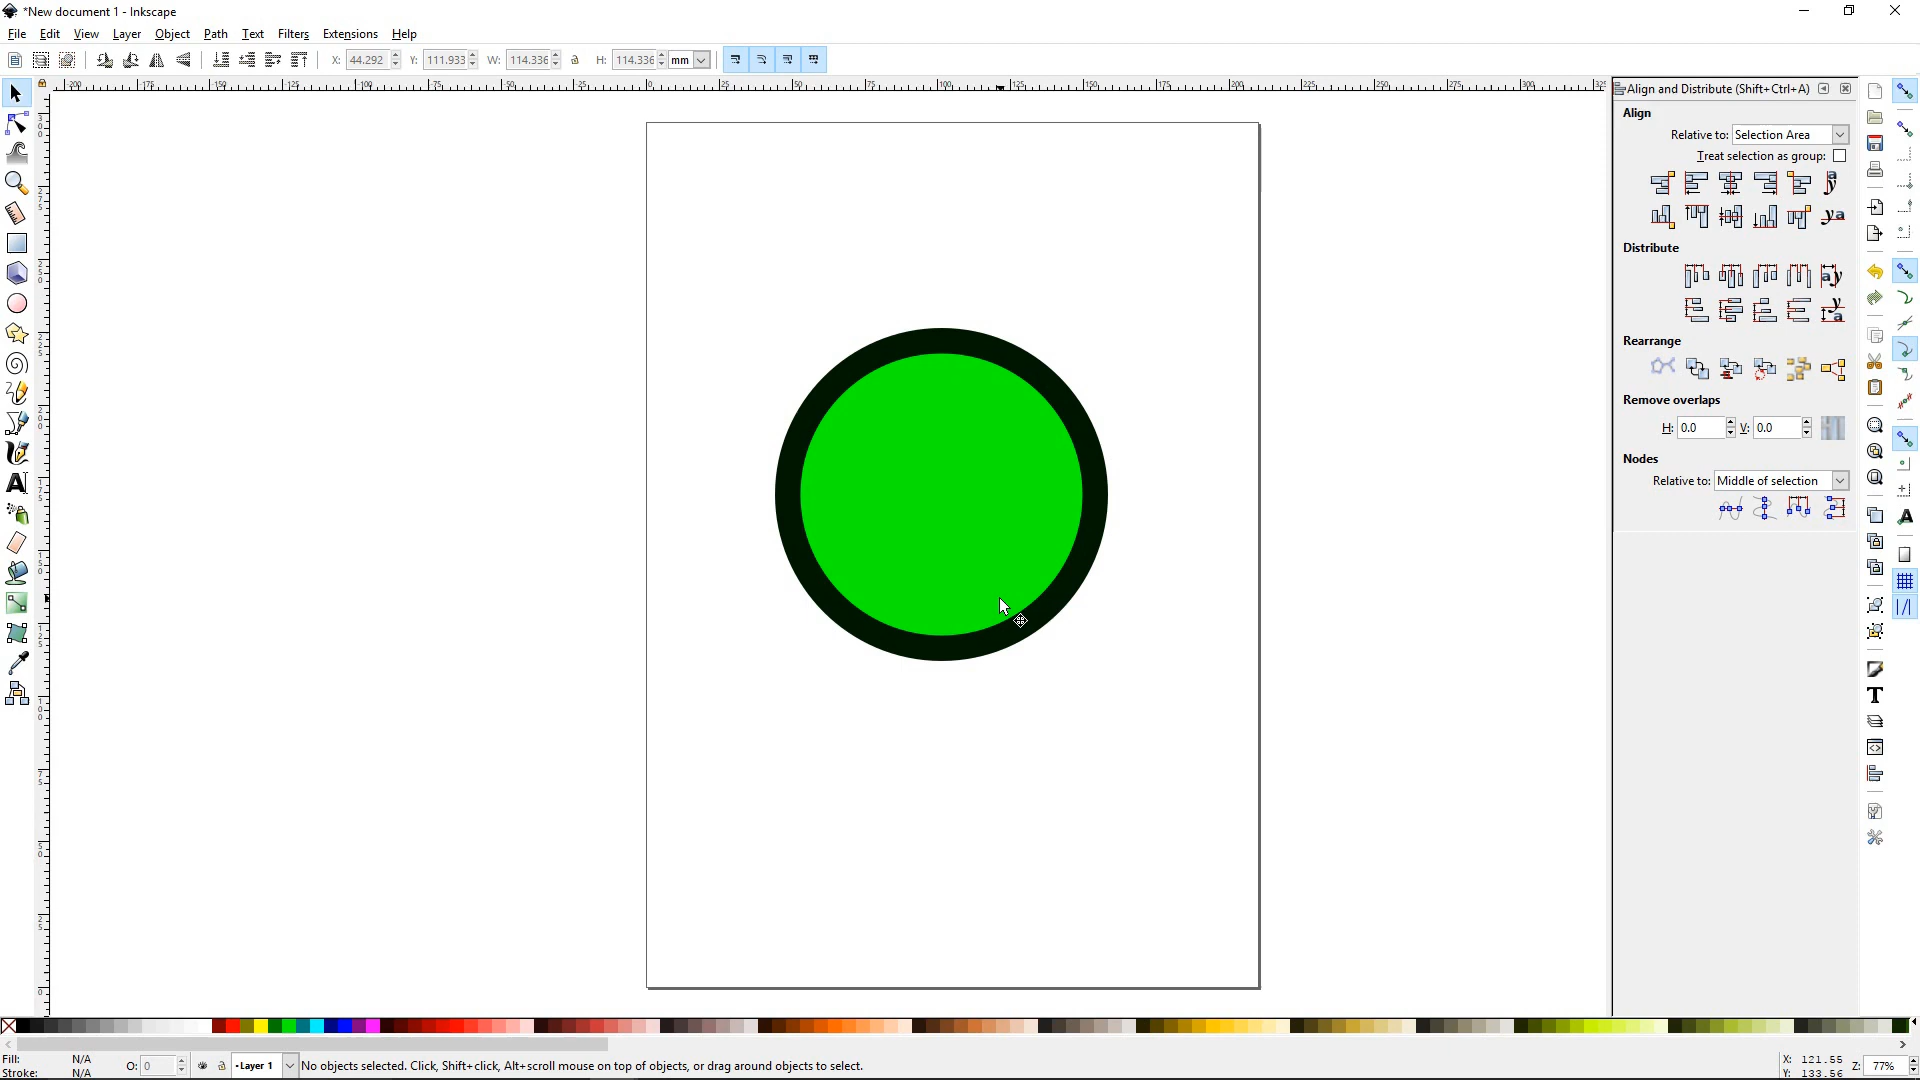 *New document 1 - Inkscape
File Edit View Layer Object Path Text Filters Extensions Help
X: 44.292 Y: 111.933 W: 114.336 H: 114.336 mm
Align and Distribute (Shift+Ctrl+A)
Align
Relative to: Selection Area
Treat selection as group:
Distribute
Rearrange
Remove overlaps
H: 0.0 V: 0.0
Nodes
Relative to: Middle of selection
Fill: N/A
Stroke: N/A
O: 0
•Layer 1
No objects selected. Click, Shift+click, Alt+scroll mouse on top of objects, or drag around objects to select.
X: 121.55
Y: 133.56
Z: 77%